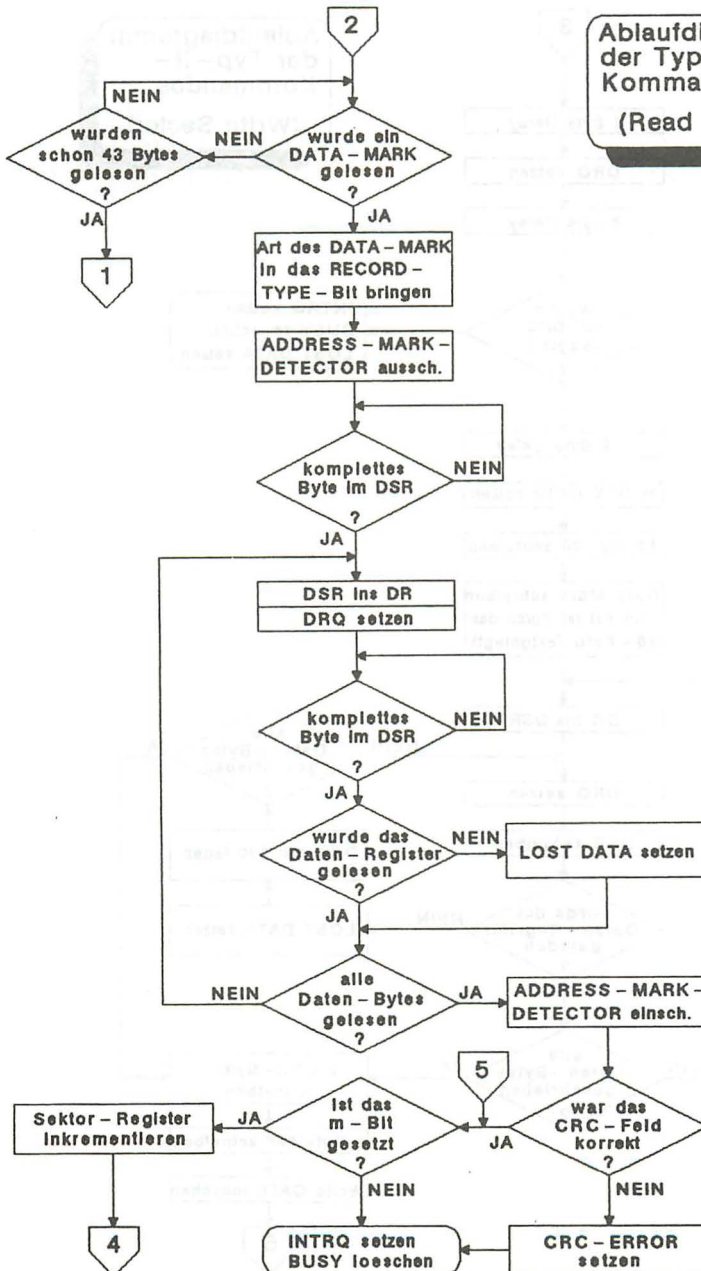 2
Ablaufdi
der Typ
Komma
(Read
NEIN
wurden
schon 43 Bytes
gelesen
?
NEIN
wurde ein
DATA-MARK
gelesen
?
JA
JA
1
Art des DATA-MARK
in das RECORD-
TYPE-Bit bringen
ADDRESS-MARK-
DETECTOR aussch.
komplettes
Byte im DSR
?
NEIN
JA
DSR ins DR
DRQ setzen
komplettes
Byte im DSR
?
NEIN
JA
wurde das
Daten-Register
gelesen
?
NEIN
LOST DATA setzen
JA
alle
Daten-Bytes
gelesen
?
NEIN
JA
ADDRESS-MARK-
DETECTOR einsch.
5
Sektor-Register
inkrementieren
JA
ist das
m-Bit
gesetzt
?
JA
war das
CRC-Feld
korrekt
?
NEIN
NEIN
4
INTRQ setzen
BUSY loeschen
CRC-ERROR
setzen